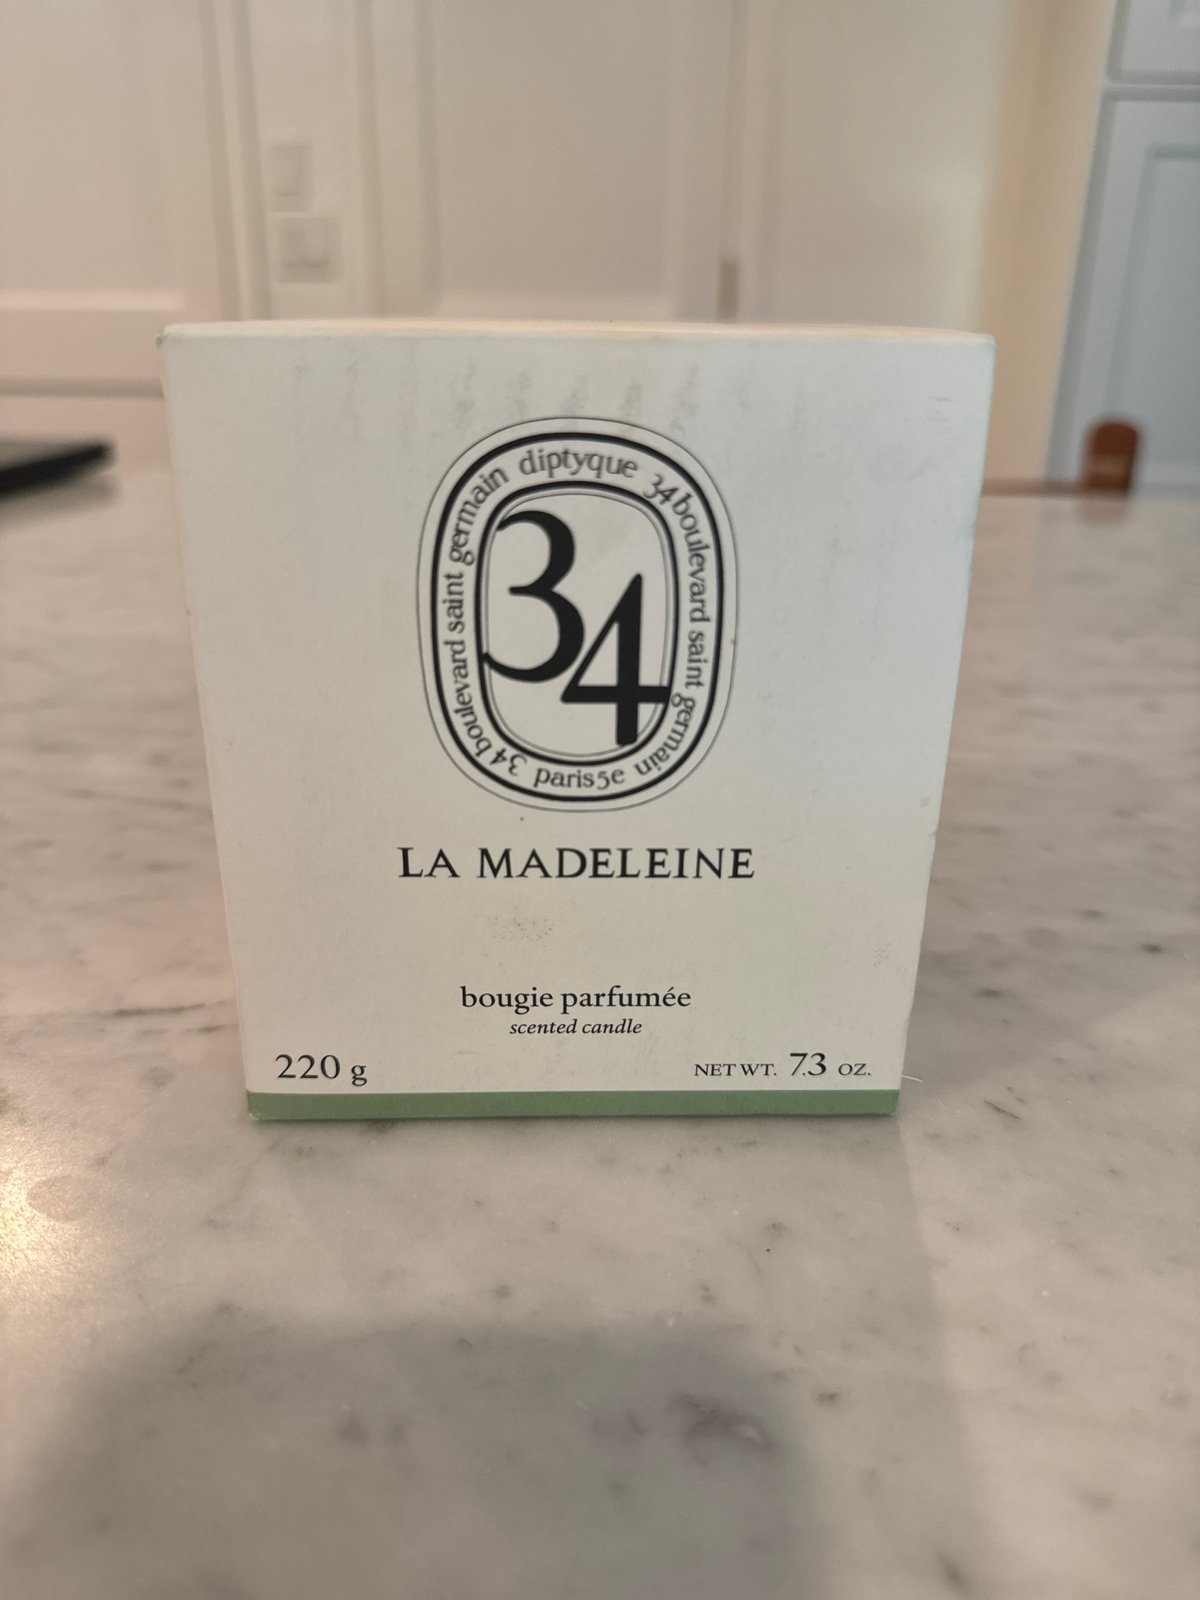 diptyque 34 boulevard saint germain paris 5e 34 boulevard saint germain
34
LA MADELEINE
bougie parfumée
scented candle
220 g NET WT. 7.3 OZ.